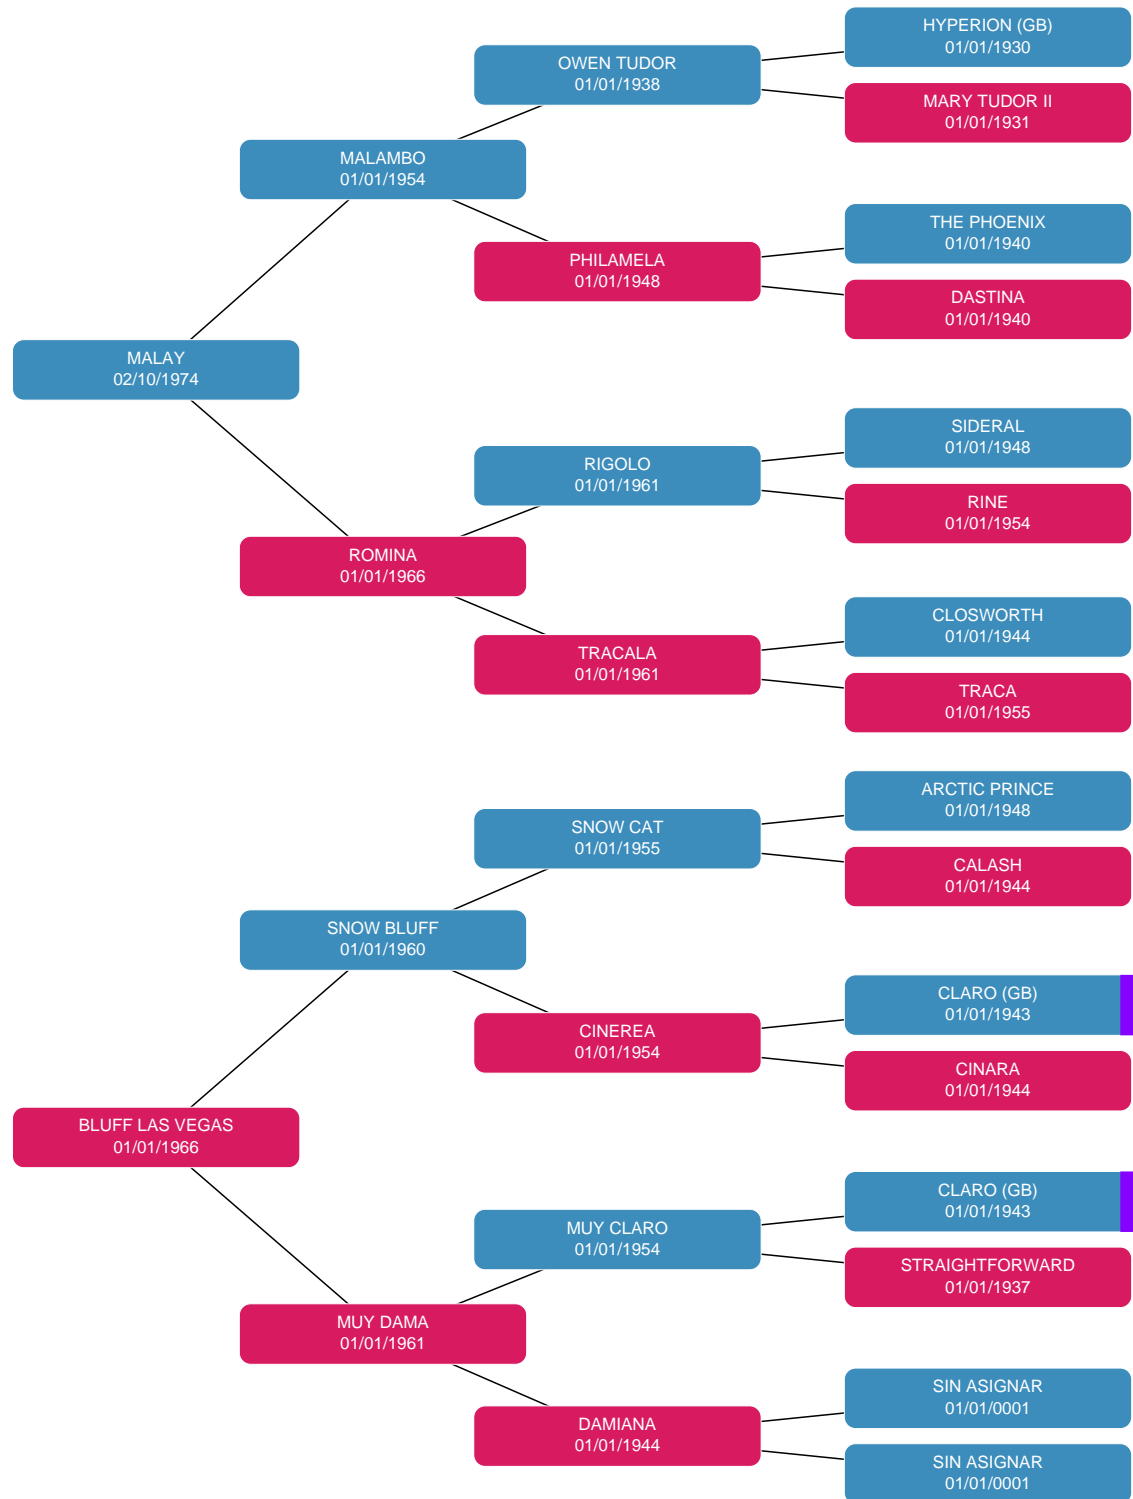 HYPERION (GB)
01/01/1930
OWEN TUDOR
01/01/1938
MARY TUDOR II
01/01/1931
MALAMBO
01/01/1954
THE PHOENIX
01/01/1940
PHILAMELA
01/01/1948
DASTINA
01/01/1940
MALAY
02/10/1974
SIDERAL
01/01/1948
RIGOLO
01/01/1961
RINE
01/01/1954
ROMINA
01/01/1966
CLOSWORTH
01/01/1944
TRACALA
01/01/1961
TRACA
01/01/1955
ARCTIC PRINCE
01/01/1948
SNOW CAT
01/01/1955
CALASH
01/01/1944
SNOW BLUFF
01/01/1960
CLARO (GB)
01/01/1943
CINEREA
01/01/1954
CINARA
01/01/1944
BLUFF LAS VEGAS
01/01/1966
CLARO (GB)
01/01/1943
MUY CLARO
01/01/1954
STRAIGHTFORWARD
01/01/1937
MUY DAMA
01/01/1961
SIN ASIGNAR
01/01/0001
DAMIANA
01/01/1944
SIN ASIGNAR
01/01/0001